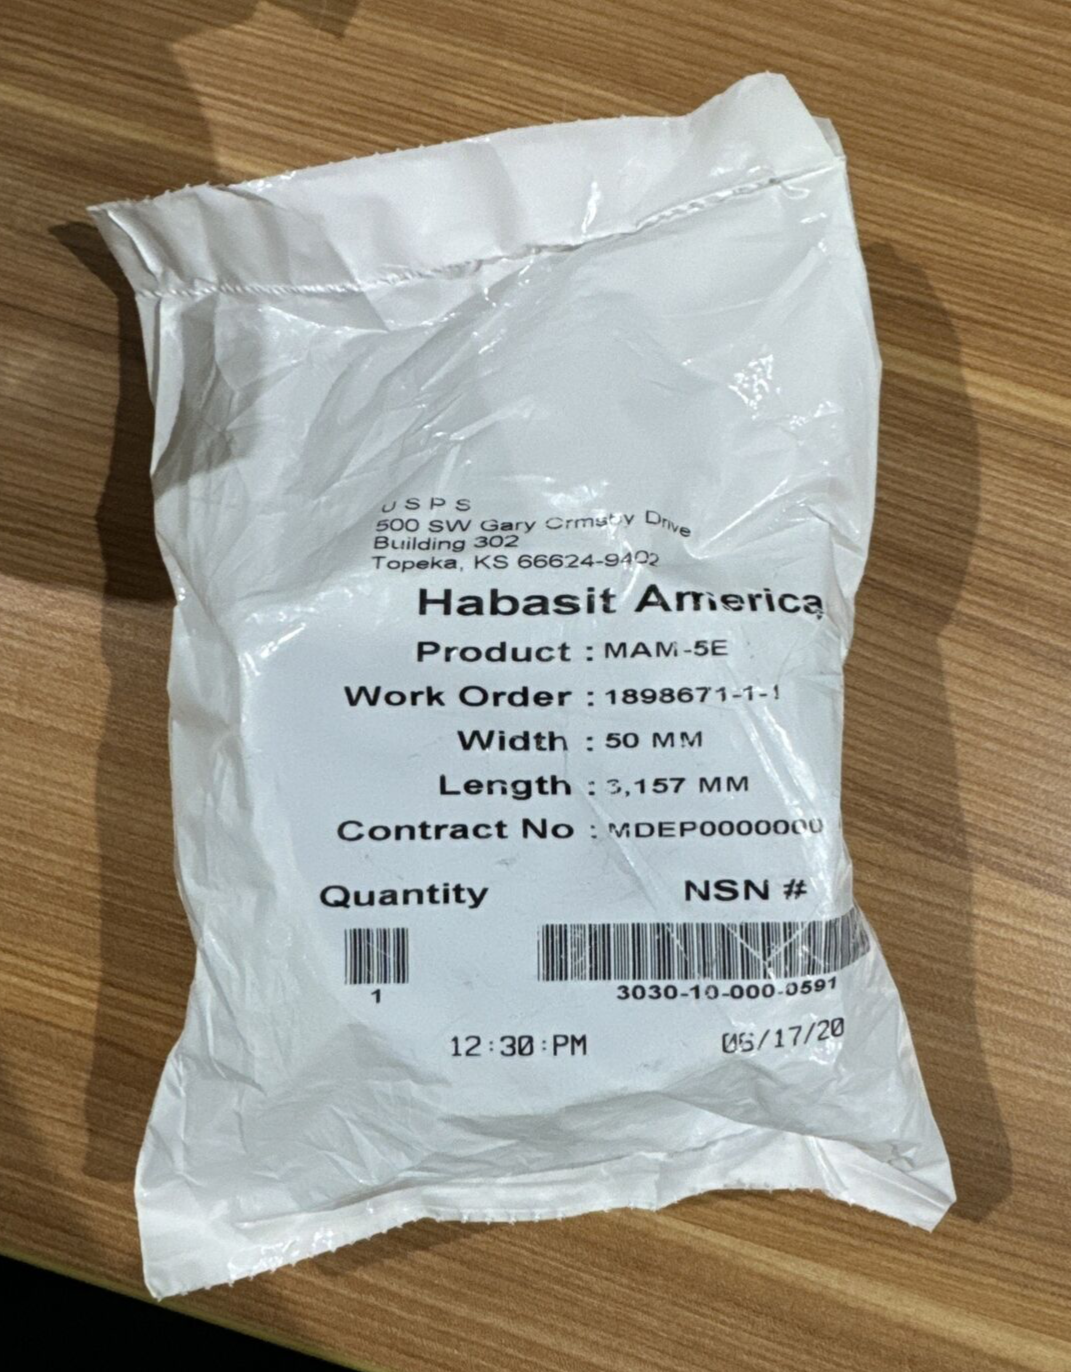 USPS
500 SW Gary Ormsby Drive
Building 302
Topeka, KS 66624-9402
Habasit America
Product : MAM-5E
Work Order : 1898671-1-1
Width : 50 MM
Length : 3,157 MM
Contract No : MDEP0000000
Quantity NSN #
1 3030-10-000-0591
12:30:PM 06/17/20